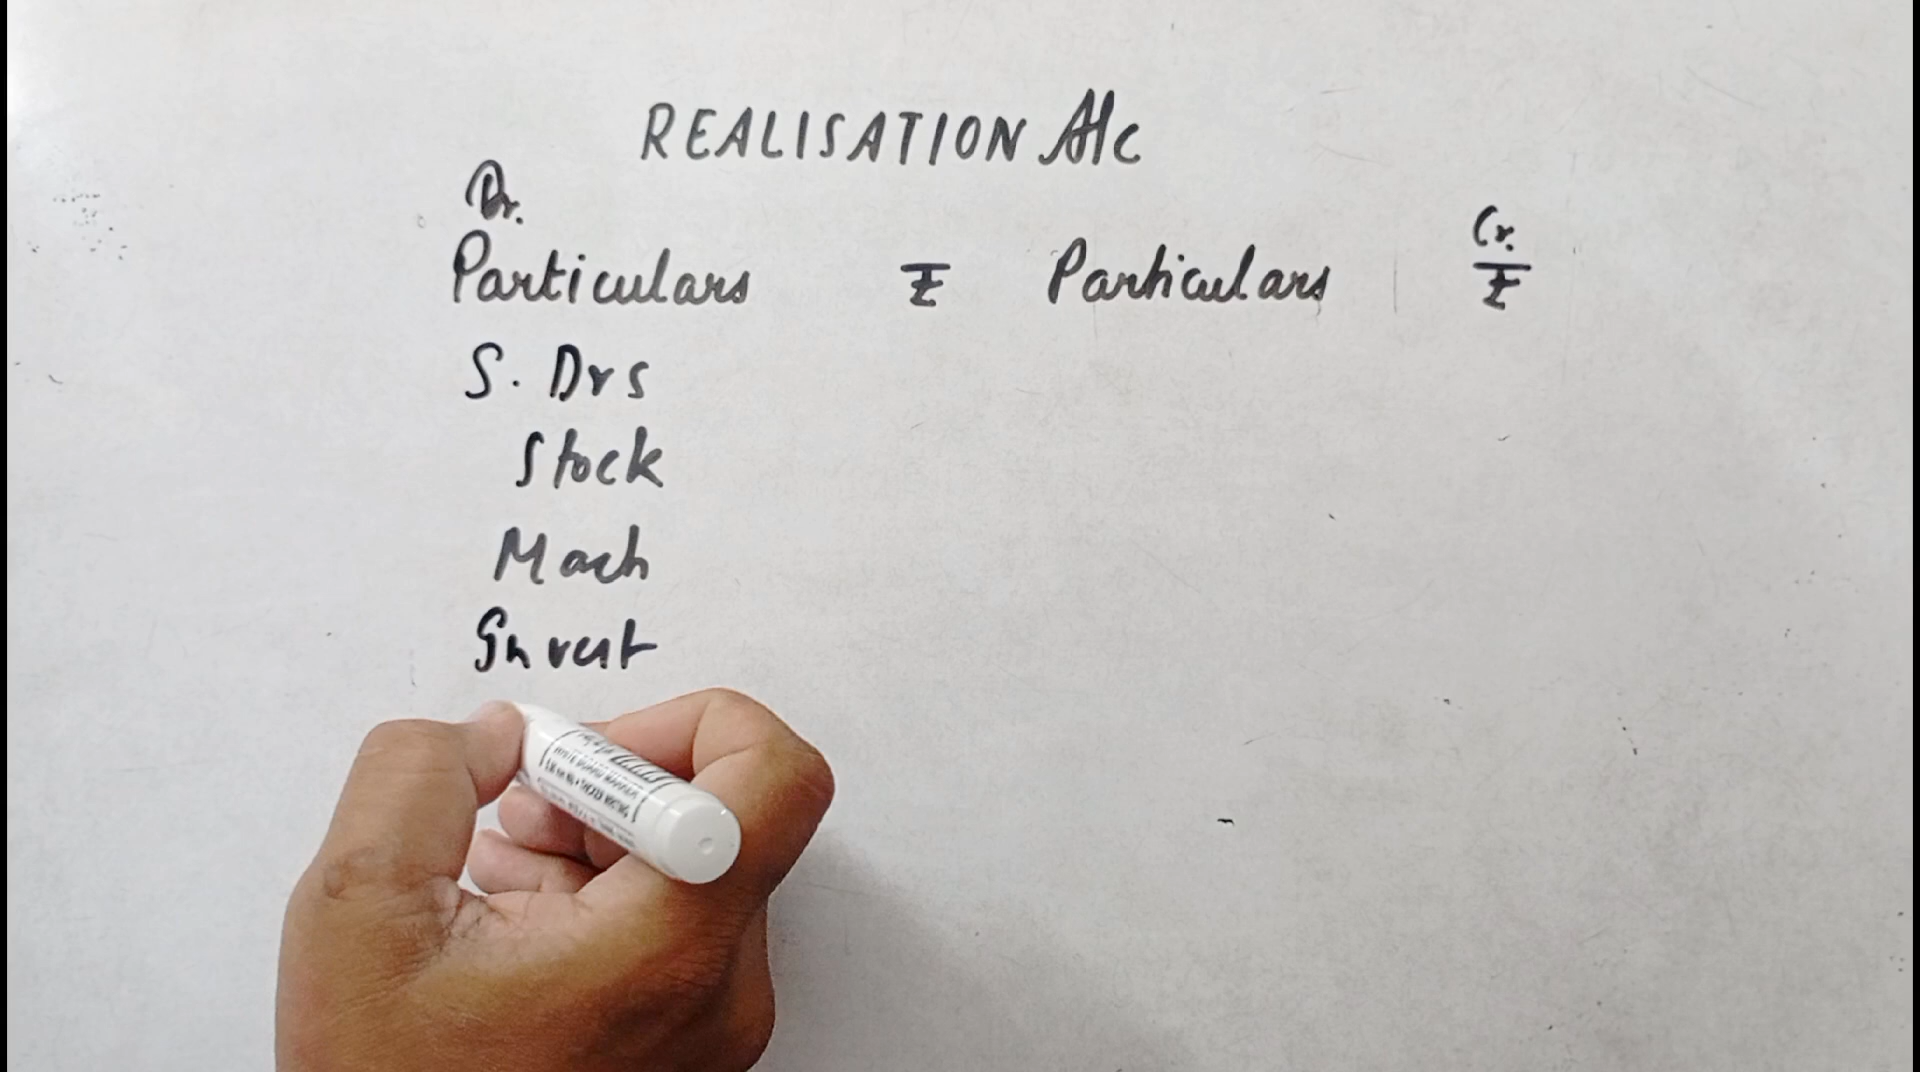 REALISATION A/c
Dr.
Cr.
Particulars ₹ Particulars ₹
S. Drs
Stock
Mach
Invest